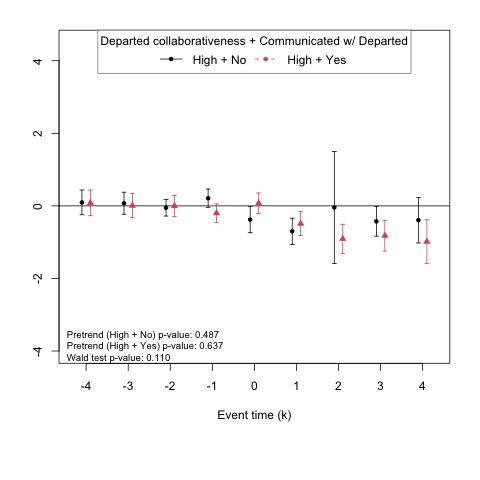 Departed collaborativeness + Communicated w/ Departed
High + No High + Yes
4
2
0
-2
-4
Pretrend (High + No) p-value: 0.487
Pretrend (High + Yes) p-value: 0.637
Wald test p-value: 0.110
-4 -3 -2 -1 0 1 2 3 4
Event time (k)